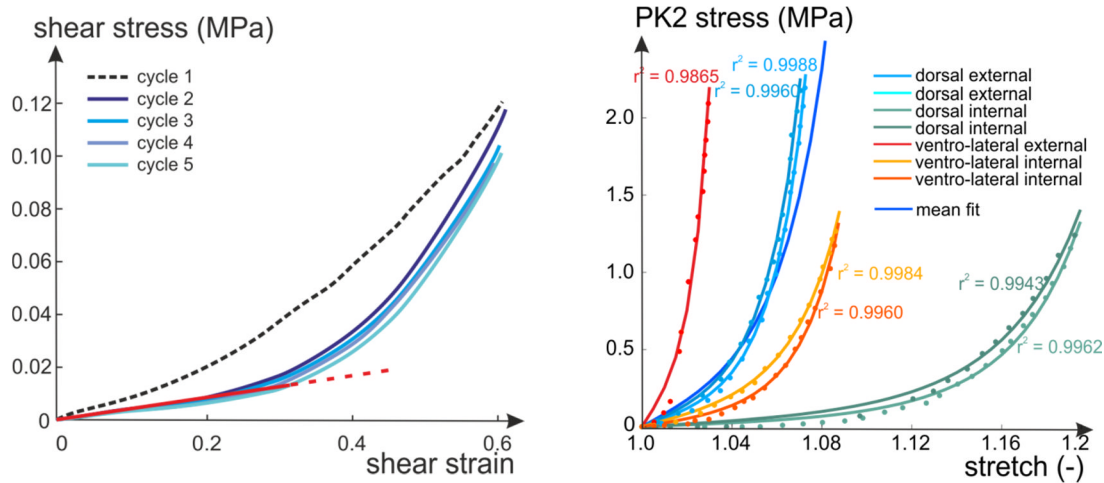 shear stress (MPa)
cycle 1
cycle 2
cycle 3
cycle 4
cycle 5
0.12
0.10
0.08
0.06
0.04
0.02
0
0
0.2
0.4
0.6
shear strain
PK2 stress (MPa)
r² = 0.9865
r² = 0.9988
r² = 0.9960
dorsal external
dorsal external
dorsal internal
dorsal internal
ventro-lateral external
ventro-lateral internal
ventro-lateral internal
mean fit
2.0
1.5
1.0
0.5
0
r² = 0.9984
r² = 0.9960
r² = 0.9943
r² = 0.9962
1.0
1.04
1.08
1.12
1.16
1.2
stretch (-)